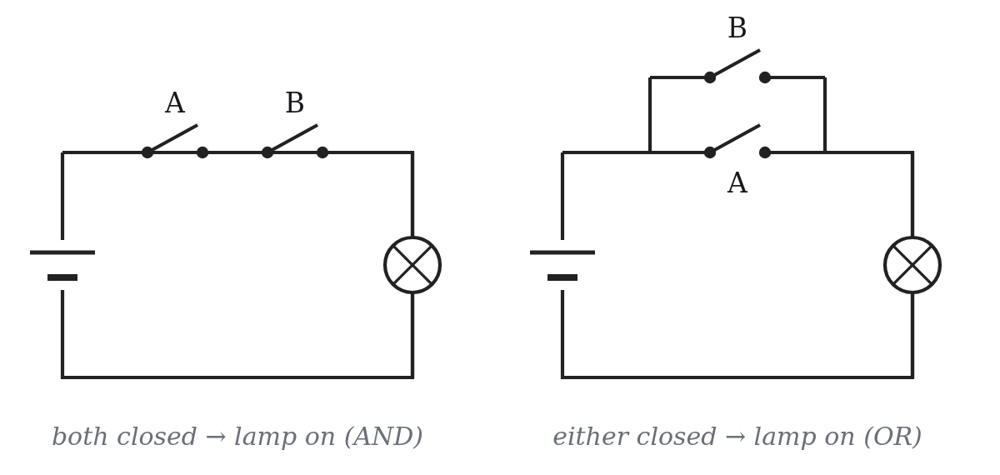 A
B
B
A
both closed → lamp on (AND)
either closed → lamp on (OR)